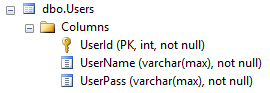 dbo.Users
Columns
UserId (PK, int, not null)
UserName (varchar(max), not null)
UserPass (varchar(max), not null)